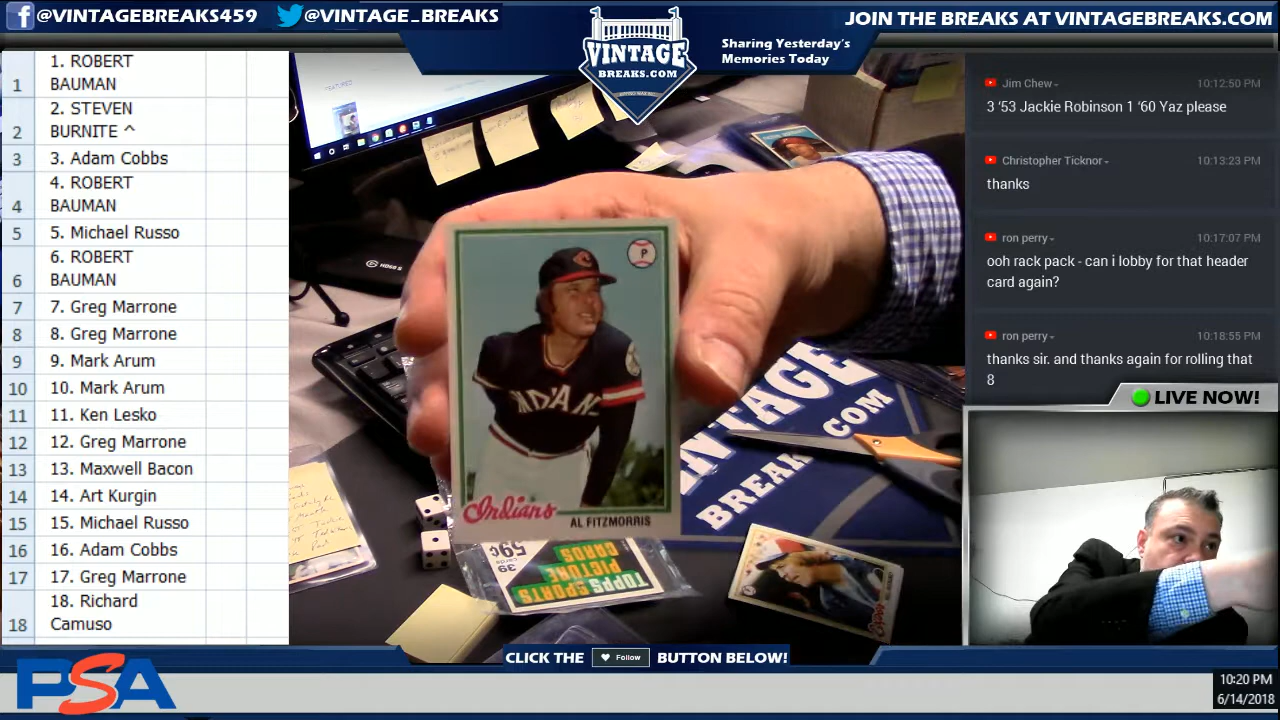 @VINTAGEBREAKS459
@VINTAGE_BREAKS
VINTAGE
BREAKS.COM
Sharing Yesterday's
Memories Today
JOIN THE BREAKS AT VINTAGEBREAKS.COM
1 1. ROBERT
BAUMAN
2 2. STEVEN
BURNITE ^
3 3. Adam Cobbs
4 4. ROBERT
BAUMAN
5 5. Michael Russo
6 6. ROBERT
BAUMAN
7 7. Greg Marrone
8 8. Greg Marrone
9 9. Mark Arum
10 10. Mark Arum
11 11. Ken Lesko
12 12. Greg Marrone
13 13. Maxwell Bacon
14 14. Art Kurgin
15 15. Michael Russo
16 16. Adam Cobbs
17 17. Greg Marrone
18 18. Richard
Camuso
P
INDIANS
Indians
AL FITZMORRIS
HD60 S
VINTAGE
BREAK
.COM
59¢
39
CARDS
TOPPS SPORTS
PICTURE
CARDS
Jim Chew 10:12:50 PM
3 '53 Jackie Robinson 1 '60 Yaz please
Christopher Ticknor 10:13:23 PM
thanks
ron perry 10:17:07 PM
ooh rack pack - can i lobby for that header
card again?
ron perry 10:18:55 PM
thanks sir. and thanks again for rolling that
8
LIVE NOW!
CLICK THE Follow BUTTON BELOW!
PSA
10:20 PM
6/14/2018